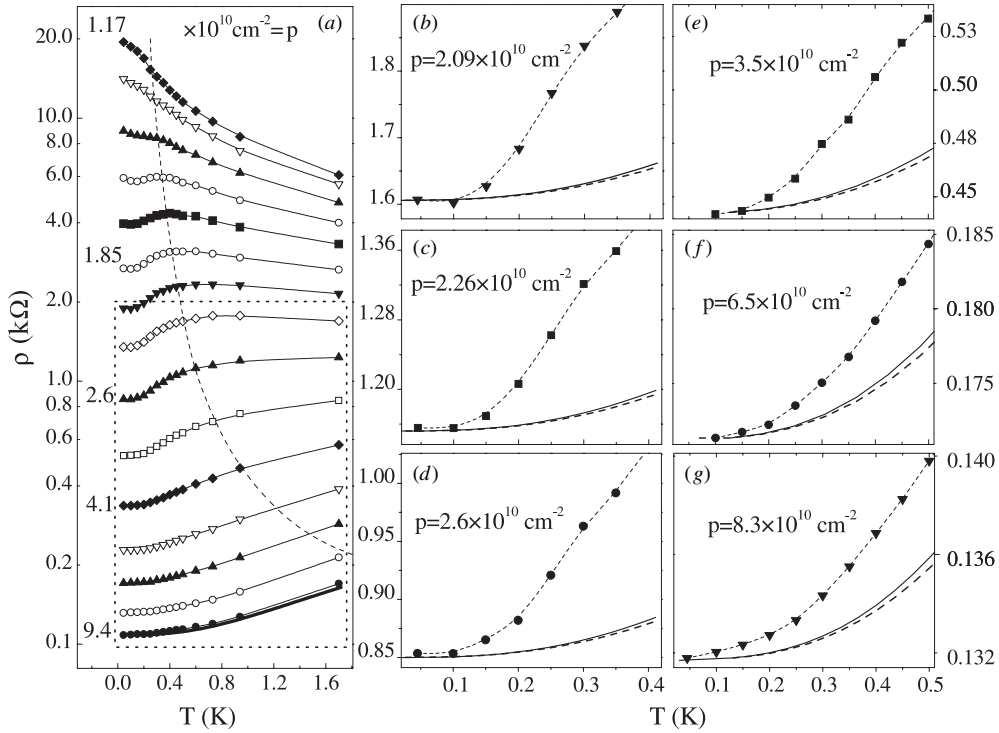 (a)
×10¹⁰cm⁻²=p
1.17
1.85
2.6
4.1
9.4
20.0
10.0
8.0
6.0
4.0
2.0
1.0
0.8
0.6
0.4
0.2
0.1
ρ (kΩ)
0.0 0.4 0.8 1.2 1.6
T (K)
(b)
p=2.09×10¹⁰ cm⁻²
1.8
1.7
1.6
(c)
p=2.26×10¹⁰ cm⁻²
1.36
1.28
1.20
(d)
p=2.6×10¹⁰ cm⁻²
1.00
0.95
0.90
0.85
0.1 0.2 0.3 0.4
(e)
p=3.5×10¹⁰ cm⁻²
0.53
0.50
0.48
0.45
(f)
p=6.5×10¹⁰ cm⁻²
0.185
0.180
0.175
(g)
p=8.3×10¹⁰ cm⁻²
0.140
0.136
0.132
0.1 0.2 0.3 0.4 0.5
T (K)